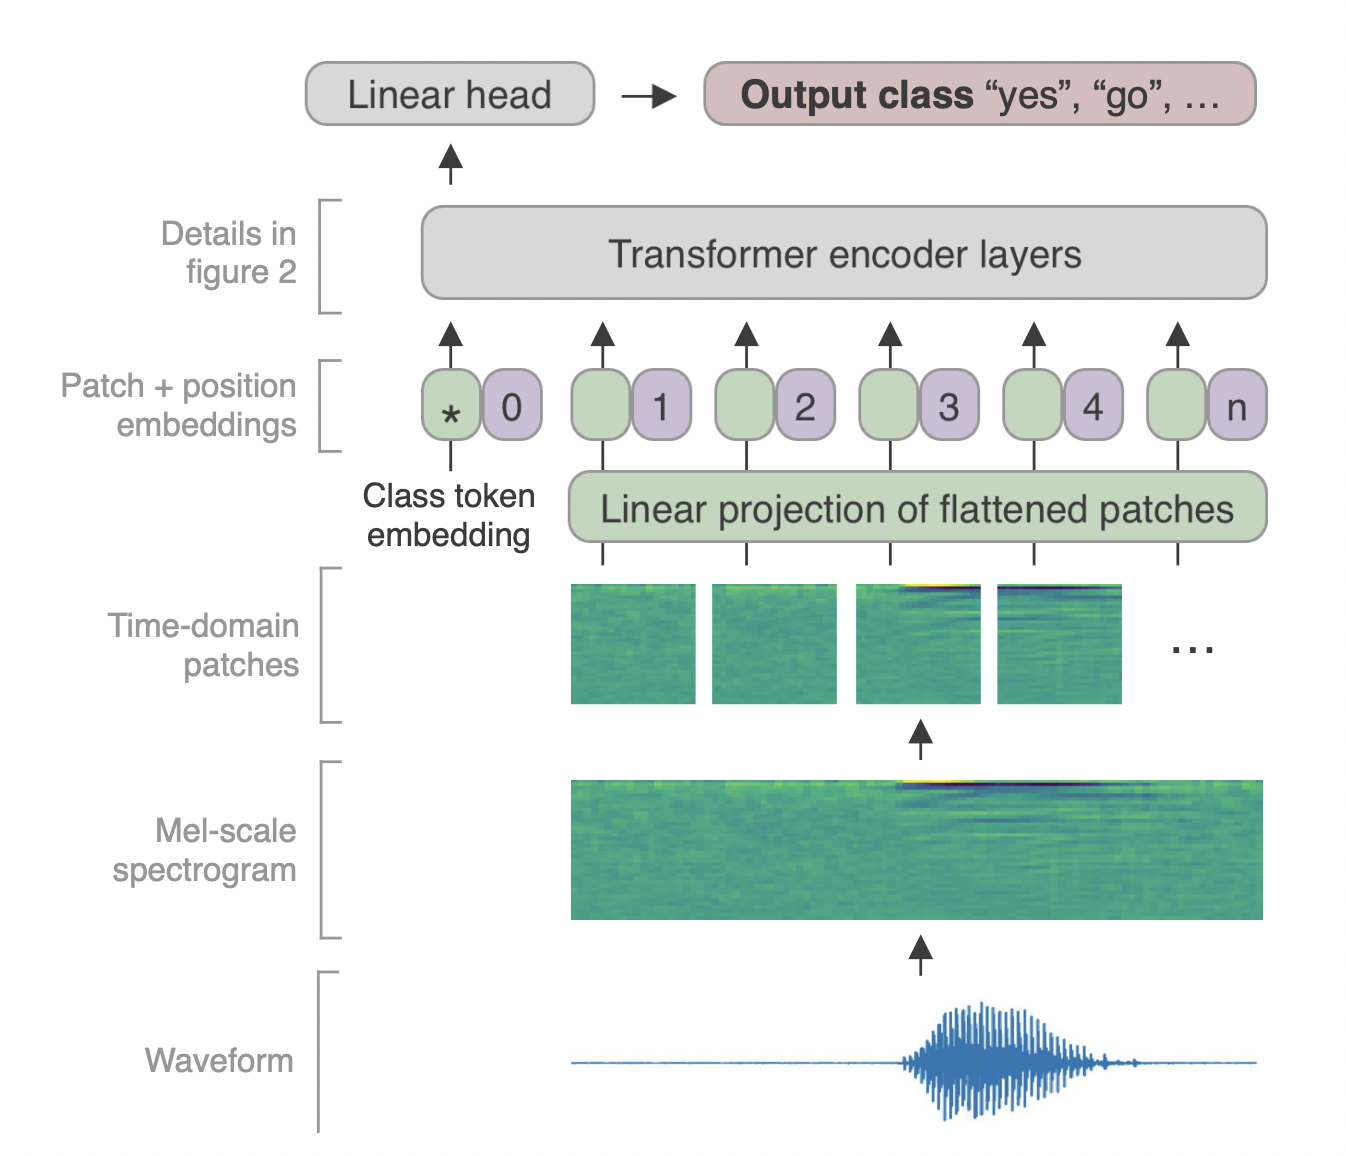 Linear head
Output class “yes”, “go”, …
Details in
figure 2
Transformer encoder layers
Patch + position
embeddings
* 0 1 2 3 4 n
Class token
embedding
Linear projection of flattened patches
Time-domain
patches
…
Mel-scale
spectrogram
Waveform